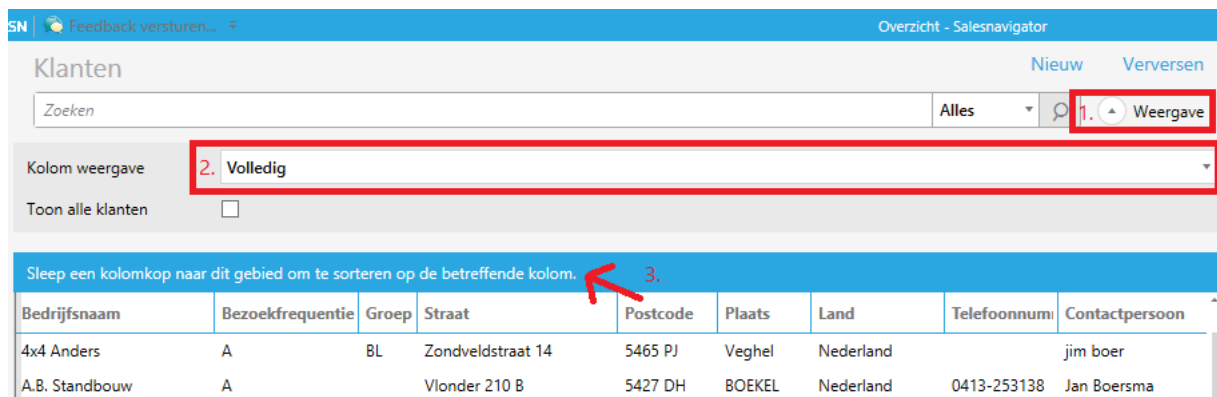 SN Feedback versturen... Overzicht - Salesnavigator
Klanten Nieuw Verversen
Zoeken Alles 1. Weergave
Kolom weergave 2. Volledig
Toon alle klanten
Sleep een kolomkop naar dit gebied om te sorteren op de betreffende kolom. 3.
Bedrijfsnaam Bezoekfrequentie Groep Straat Postcode Plaats Land Telefoonnum Contactpersoon
4x4 Anders A BL Zondveldstraat 14 5465 PJ Veghel Nederland jim boer
A.B. Standbouw A Vlonder 210 B 5427 DH BOEKEL Nederland 0413-253138 Jan Boersma